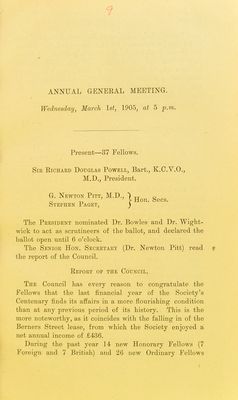 9
ANNUAL GENERAL MEETING.
Wednesday, March 1st, 1905, at 5 p.m.
Present—37 Fellows.
SIR RICHARD DOUGLAS POWELL, Bart., K.C.V.O.,
M.D., President.
G. NEWTON PITT, M.D., } Hon. Secs.
STEPHEN PAGET,
The PRESIDENT nominated Dr. Bowles and Dr. Wight-
wick to act as scrutineers of the ballot, and declared the
ballot open until 6 o'clock.
The SENIOR HON. SECRETARY (Dr. Newton Pitt) read
the report of the Council.
REPORT OF THE COUNCIL.
THE Council has every reason to congratulate the
Fellows that the last financial year of the Society's
Centenary finds its affairs in a more flourishing condition
than at any previous period of its history. This is the
more noteworthy, as it coincides with the falling in of the
Berners Street lease, from which the Society enjoyed a
net annual income of £436.
During the past year 14 new Honorary Fellows (7
Foreign and 7 British) and 26 new Ordinary Fellows